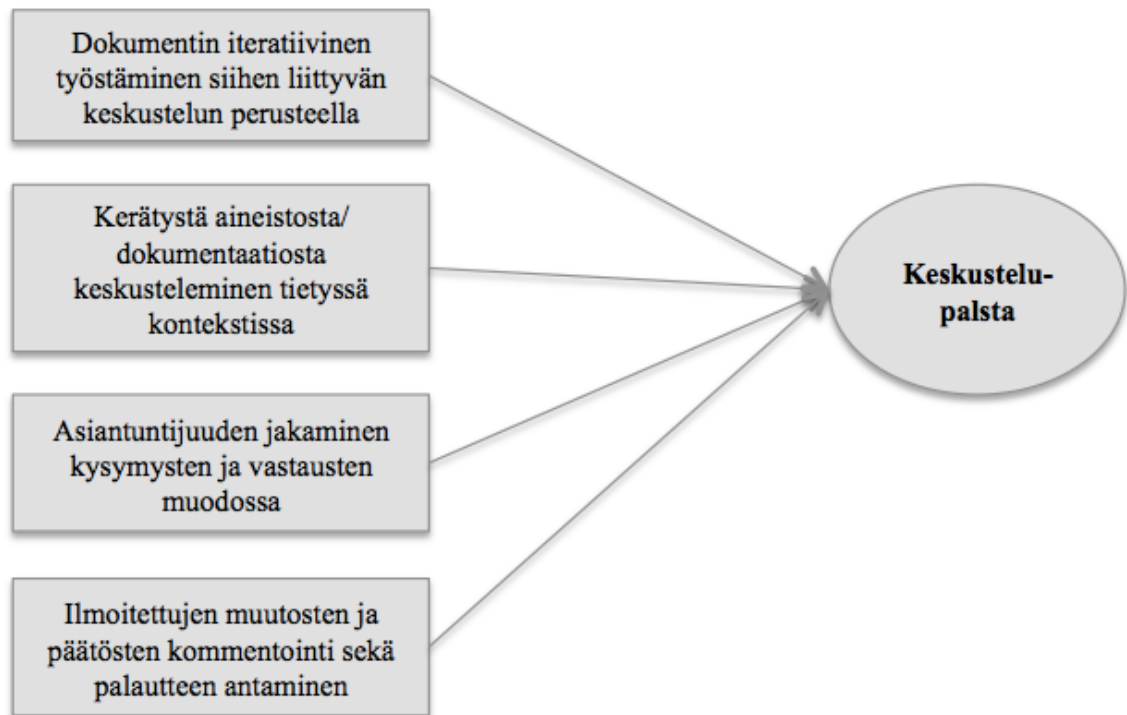 Dokumentin iteratiivinen
työstäminen siihen liittyvän
keskustelun perusteella
Kerätystä aineistosta/
dokumentaatiosta
keskusteleminen tietyssä
kontekstissa
Asiantuntijuuden jakaminen
kysymysten ja vastausten
muodossa
Ilmoitettujen muutosten ja
päätösten kommentointi sekä
palautteen antaminen
Keskustelu-
palsta